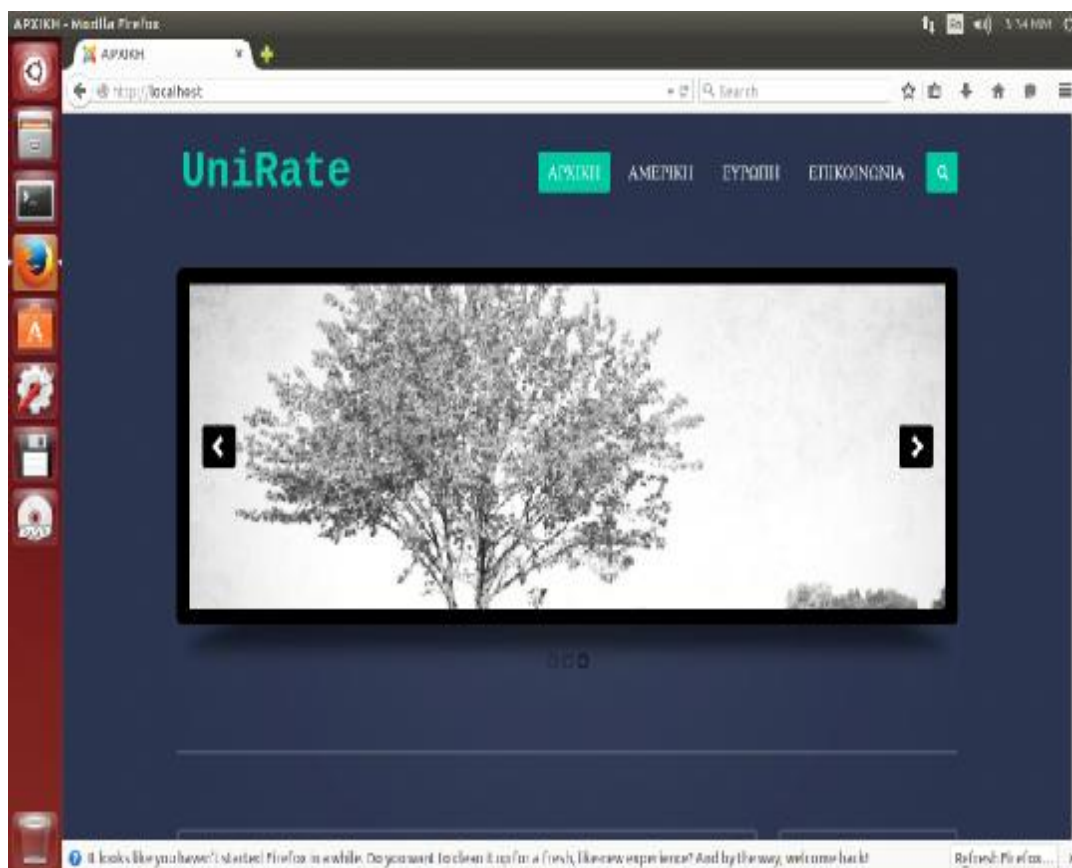 ΑΡΧΙΚΗ - Mozilla Firefox
ΑΡΧΙΚΗ
http://localhost
Search
UniRate
ΑΡΧΙΚΗ ΑΜΕΡΙΚΗ ΕΥΡΩΠΗ ΕΠΙΚΟΙΝΩΝΙΑ
It looks like you haven't started Firefox in a while. Do you want to clean it up for a fresh, like-new experience? And by the way, welcome back!
Refresh Firefox...